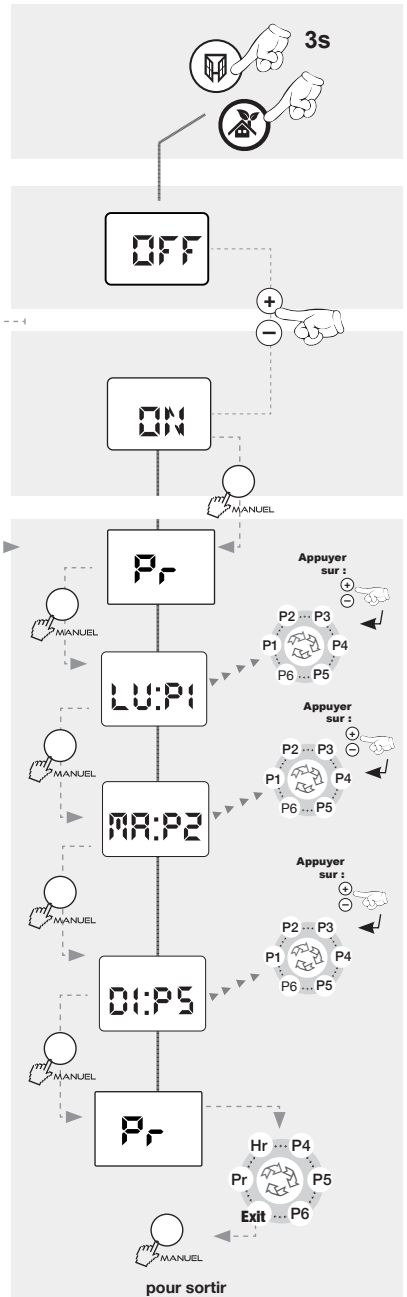 3s
OFF
+
−
ON
MANUEL
Pr
Appuyer
sur :
+
−
MANUEL
P2 ... P3
P1 P4
P6 ... P5
LU:P1
Appuyer
sur :
+
−
MANUEL
P2 ... P3
P1 P4
P6 ... P5
MA:P2
Appuyer
sur :
+
−
MANUEL
P2 ... P3
P1 P4
P6 ... P5
DI:P5
MANUEL
Pr
Hr ... P4
Pr P5
Exit ... P6
MANUEL
pour sortir